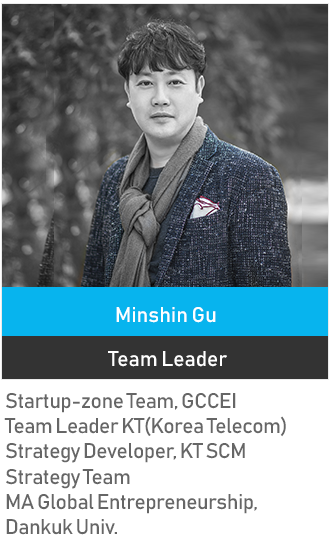 Minshin Gu
Team Leader
Startup-zone Team, GCCEI
Team Leader KT(Korea Telecom)
Strategy Developer, KT SCM
Strategy Team
MA Global Entrepreneurship,
Dankuk Univ.